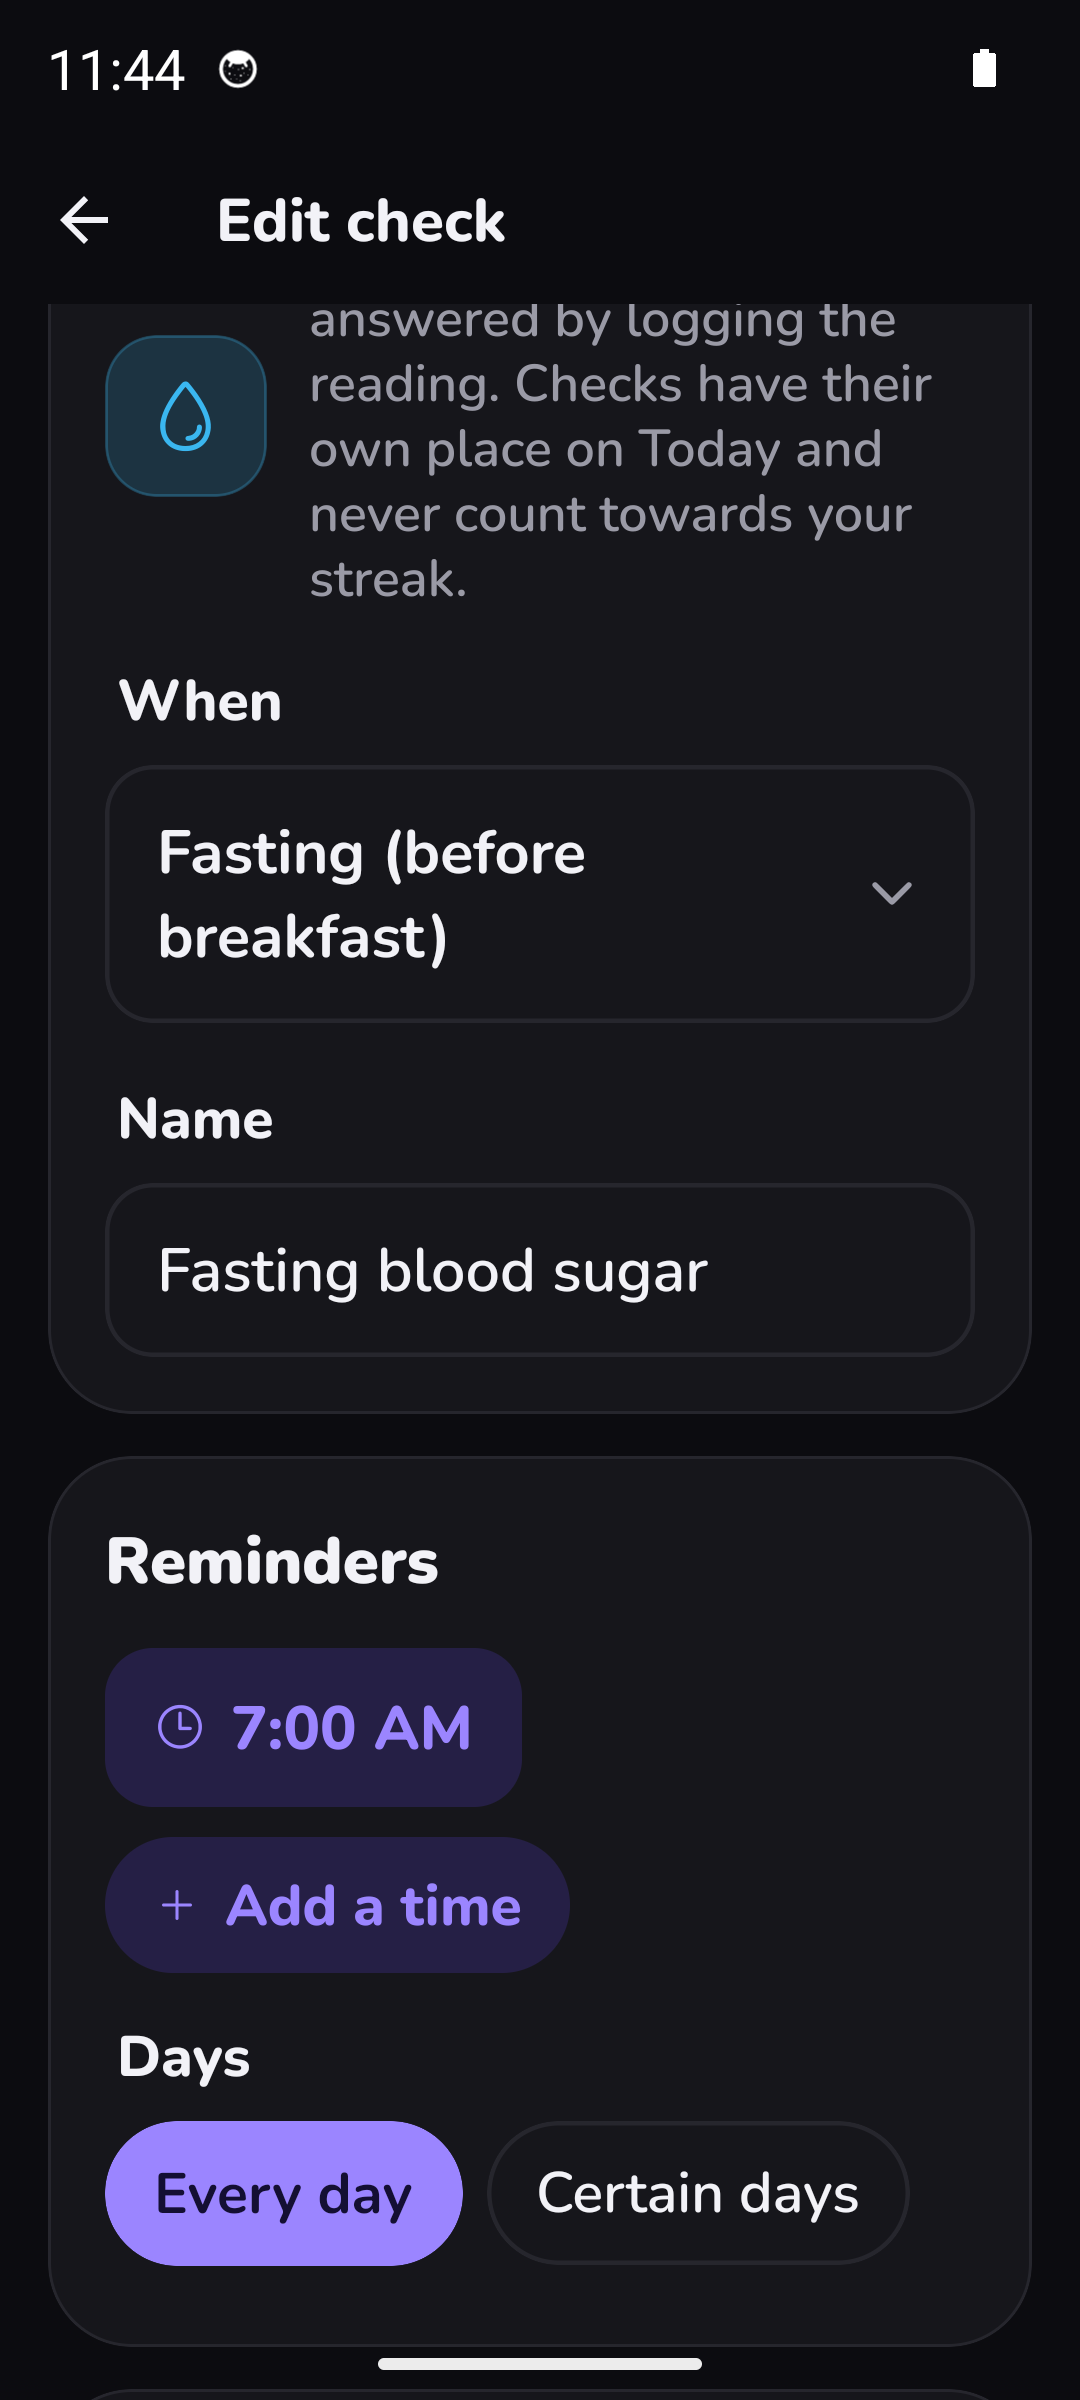 11:44
Edit check
answered by logging the
reading. Checks have their
own place on Today and
never count towards your
streak.
When
Fasting (before
breakfast)
Name
Fasting blood sugar
Reminders
7:00 AM
+ Add a time
Days
Every day
Certain days